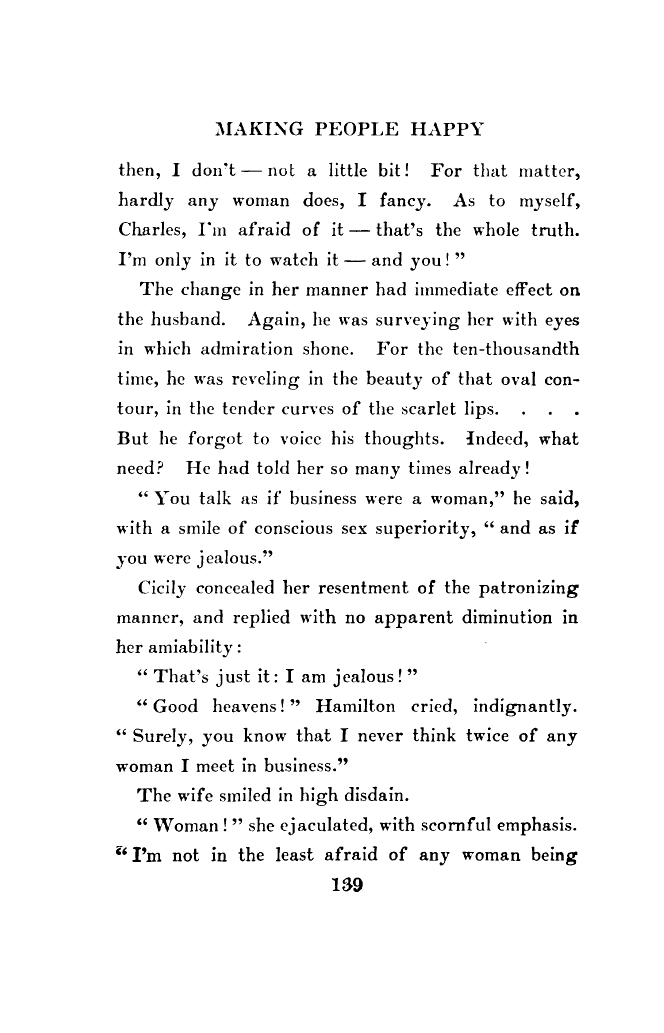 MAKING PEOPLE HAPPY
then, I don't — not a little bit! For that matter,
hardly any woman does, I fancy. As to myself,
Charles, I'm afraid of it — that's the whole truth.
I'm only in it to watch it — and you!"
The change in her manner had immediate effect on
the husband. Again, he was surveying her with eyes
in which admiration shone. For the ten-thousandth
time, he was reveling in the beauty of that oval con-
tour, in the tender curves of the scarlet lips. . . .
But he forgot to voice his thoughts. Indeed, what
need? He had told her so many times already!
"You talk as if business were a woman," he said,
with a smile of conscious sex superiority, "and as if
you were jealous."
Cicily concealed her resentment of the patronizing
manner, and replied with no apparent diminution in
her amiability:
"That's just it: I am jealous!"
"Good heavens!" Hamilton cried, indignantly.
"Surely, you know that I never think twice of any
woman I meet in business."
The wife smiled in high disdain.
"Woman!" she ejaculated, with scornful emphasis.
"I'm not in the least afraid of any woman being
139